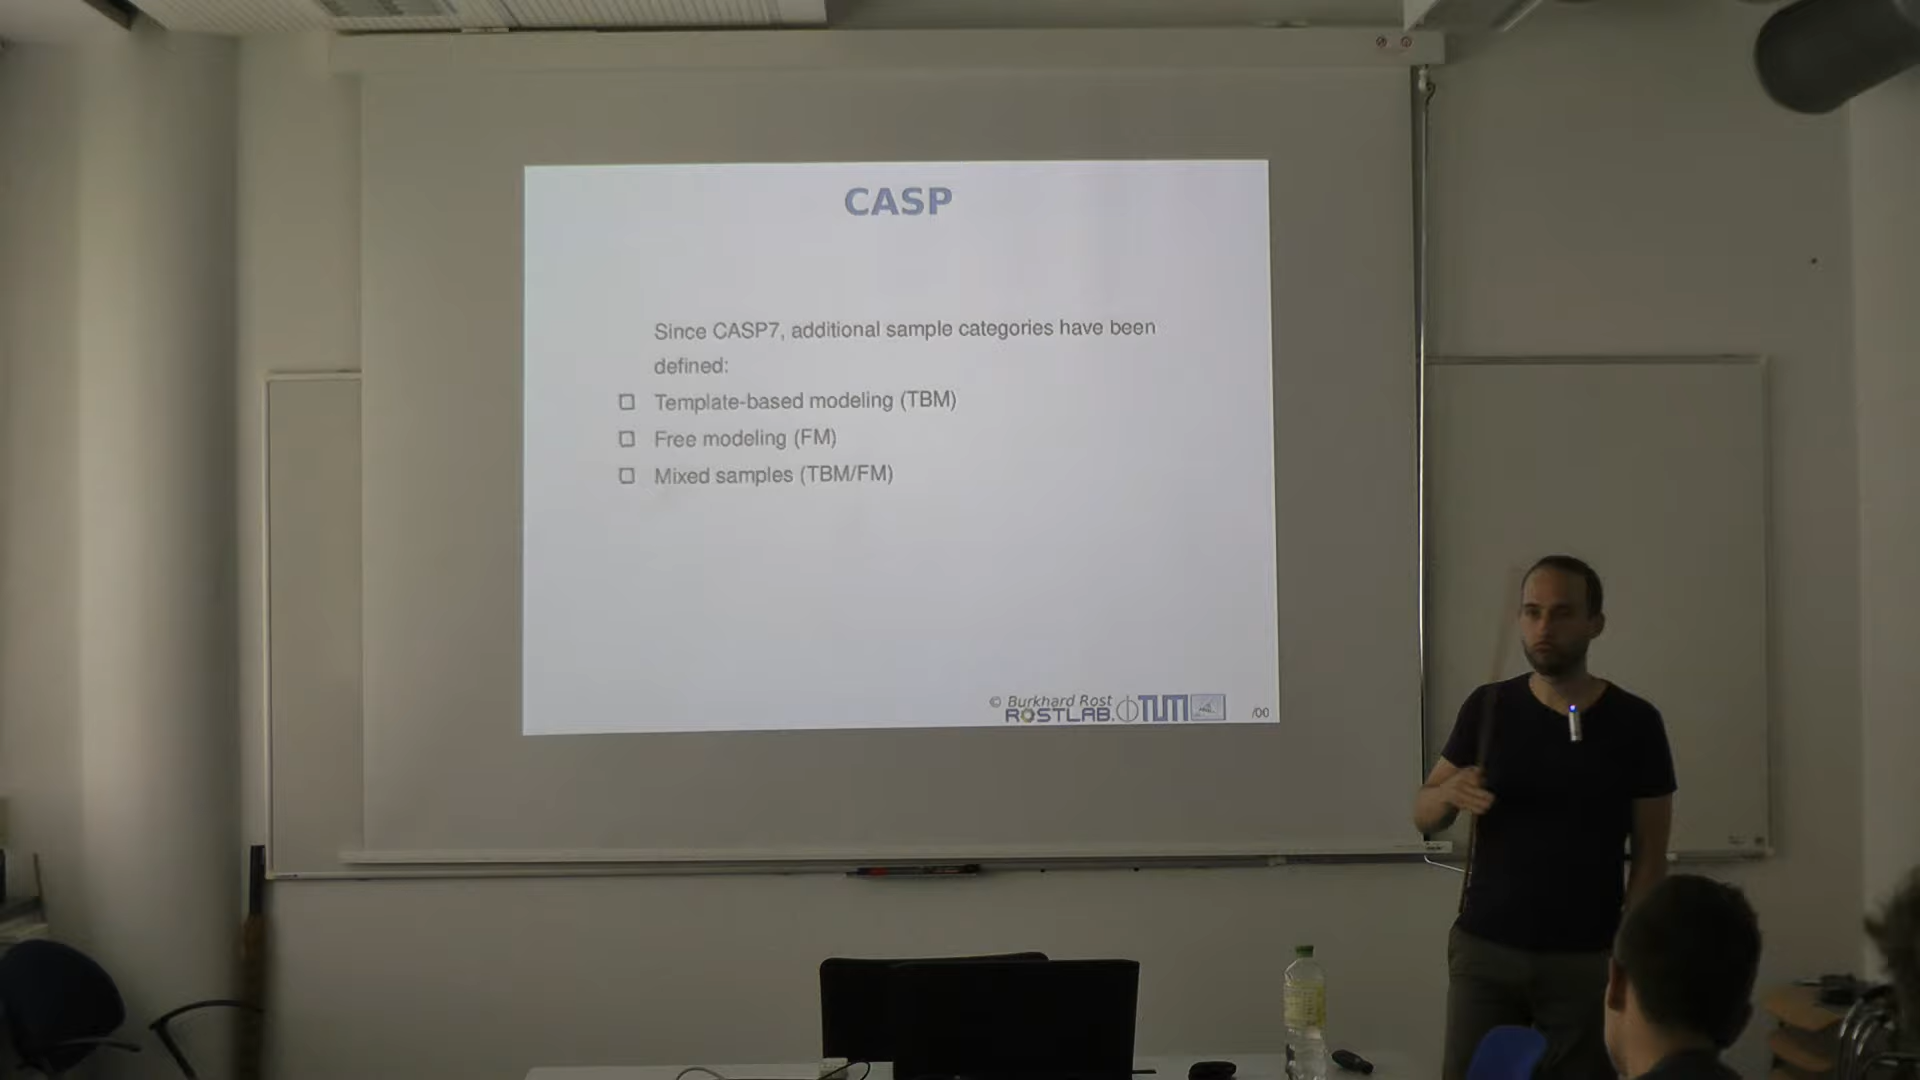 CASP
Since CASP7, additional sample categories have been
defined:
Template-based modeling (TBM)
Free modeling (FM)
Mixed samples (TBM/FM)
© Burkhard Rost
ROSTLAB. TUM
/00